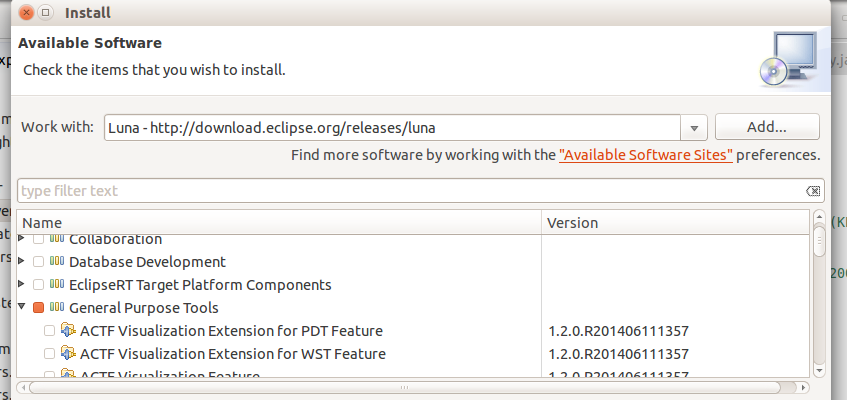 Install
Available Software
Check the items that you wish to install.
Work with: Luna - http://download.eclipse.org/releases/luna Add...
Find more software by working with the "Available Software Sites" preferences.
type filter text
Name Version
Collaboration
Database Development
EclipseRT Target Platform Components
General Purpose Tools
ACTF Visualization Extension for PDT Feature 1.2.0.R201406111357
ACTF Visualization Extension for WST Feature 1.2.0.R201406111357
ACTF Visualization Feature 1.2.0.R201406111357